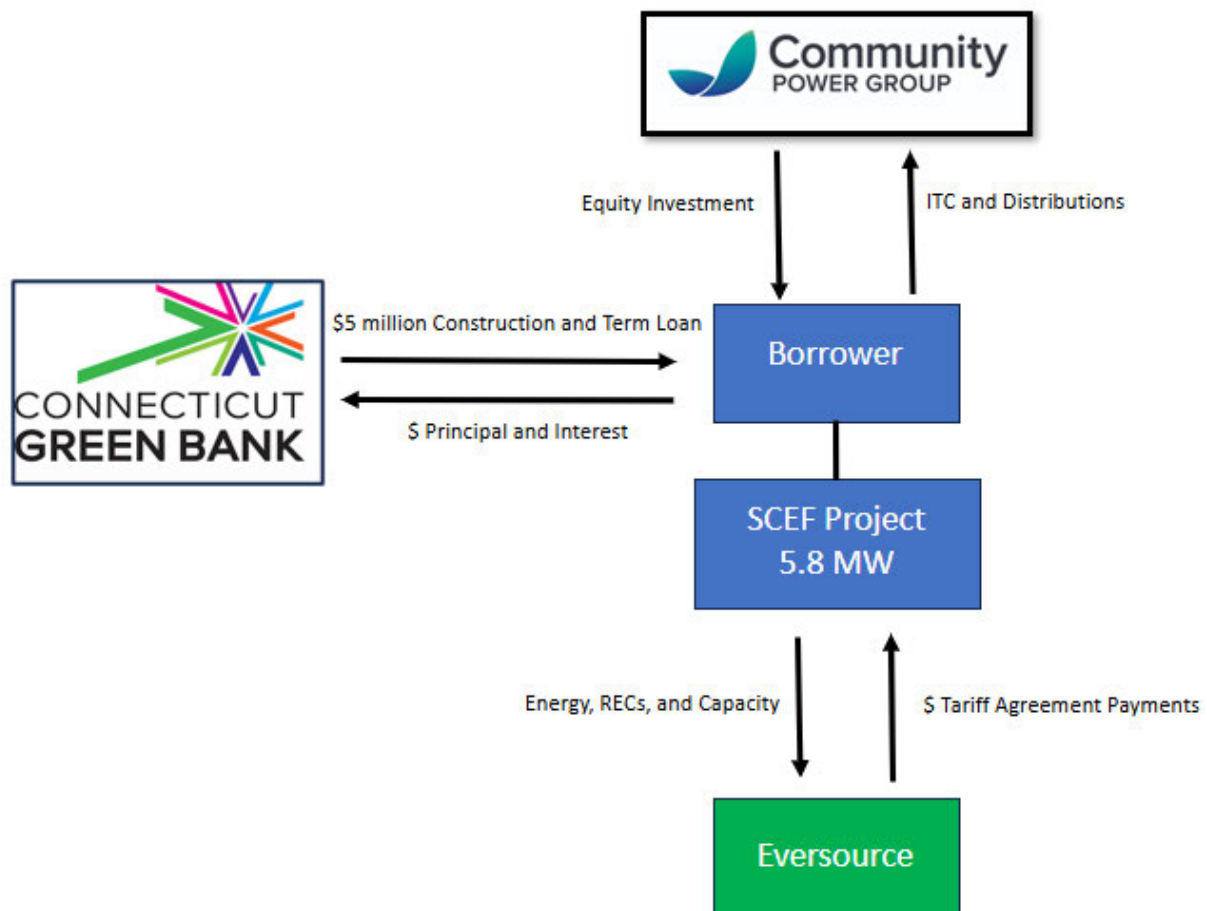 Community
POWER GROUP
Equity Investment
ITC and Distributions
$5 million Construction and Term Loan
CONNECTICUT
GREEN BANK
Borrower
$ Principal and Interest
SCEF Project
5.8 MW
Energy, RECs, and Capacity
$ Tariff Agreement Payments
Eversource